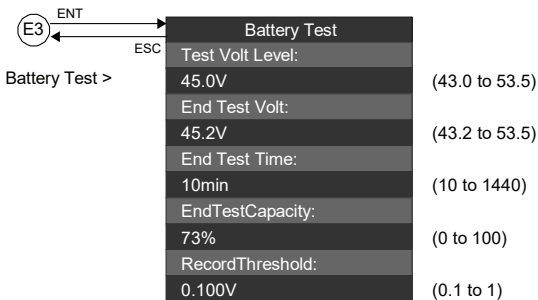 E3
ENT
ESC
Battery Test >
Battery Test
Test Volt Level:
45.0V (43.0 to 53.5)
End Test Volt:
45.2V (43.2 to 53.5)
End Test Time:
10min (10 to 1440)
EndTestCapacity:
73% (0 to 100)
RecordThreshold:
0.100V (0.1 to 1)